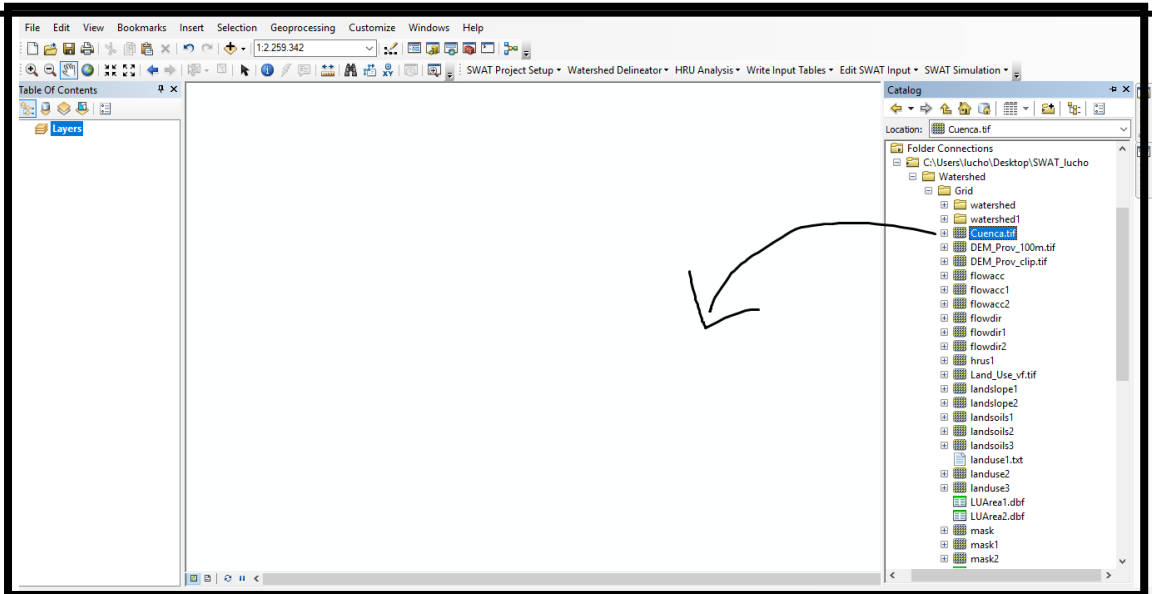 File Edit View Bookmarks Insert Selection Geoprocessing Customize Windows Help
1:2.259.342
SWAT Project Setup Watershed Delineator HRU Analysis Write Input Tables Edit SWAT Input SWAT Simulation
Table Of Contents
Layers
Catalog
Location: Cuenca.tif
Folder Connections
C:\Users\lucho\Desktop\SWAT_lucho
Watershed
Grid
watershed
watershed1
Cuenca.tif
DEM_Prov_100m.tif
DEM_Prov_clip.tif
flowacc
flowacc1
flowacc2
flowdir
flowdir1
flowdir2
hrus1
Land_Use_vf.tif
landslope1
landslope2
landsoils1
landsoils2
landsoils3
landuse1.txt
landuse2
landuse3
LUArea1.dbf
LUArea2.dbf
mask
mask1
mask2